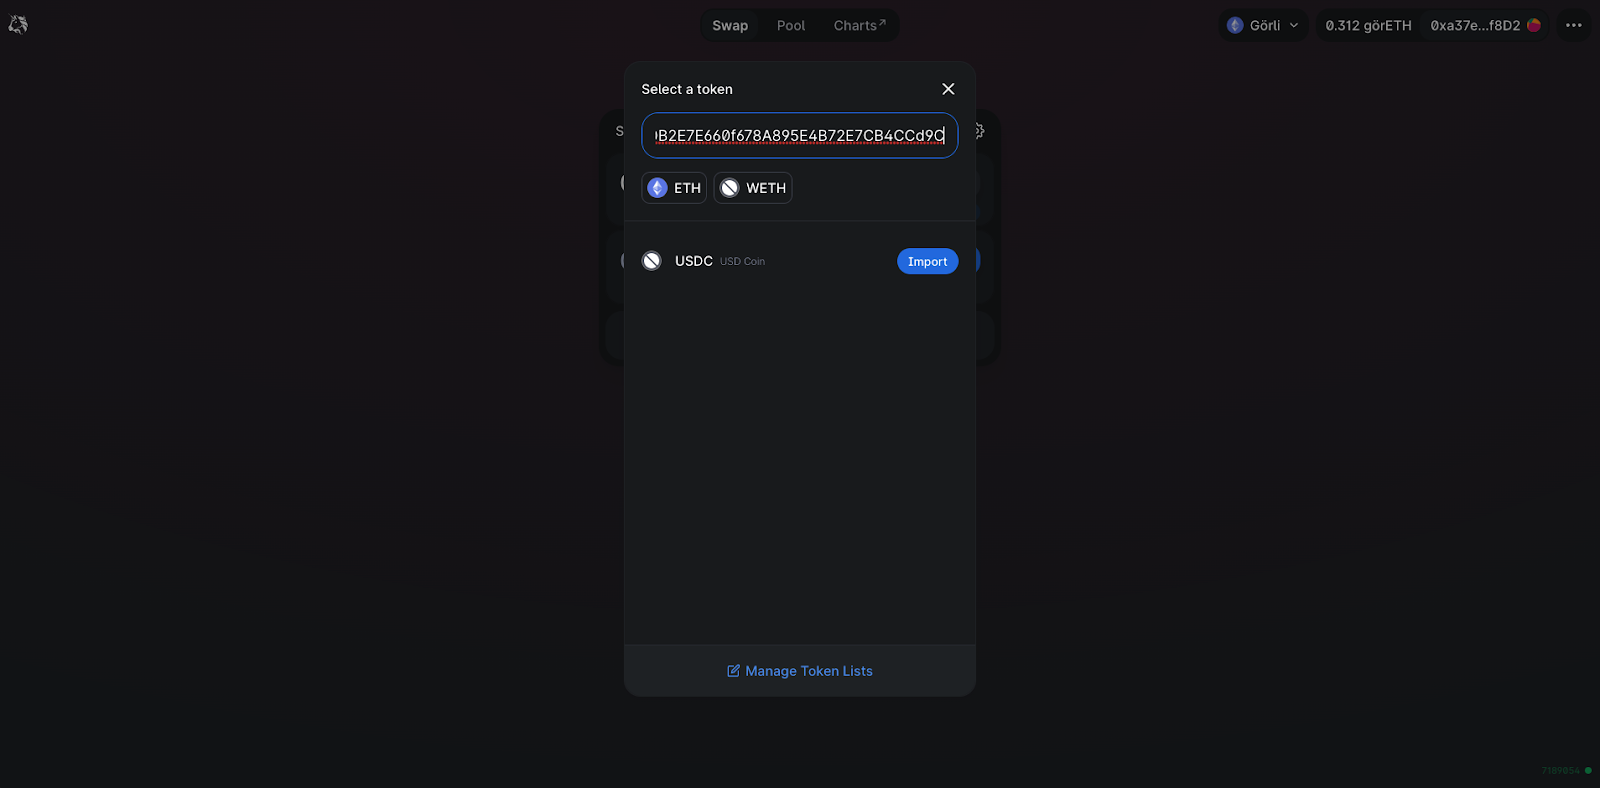 Swap Pool Charts↗ Görli 0.312 görETH 0xa37e...f8D2
Select a token
B2E7E660f678A895E4B72E7CB4CCd9C
ETH WETH
USDC USD Coin Import
Manage Token Lists
7189954